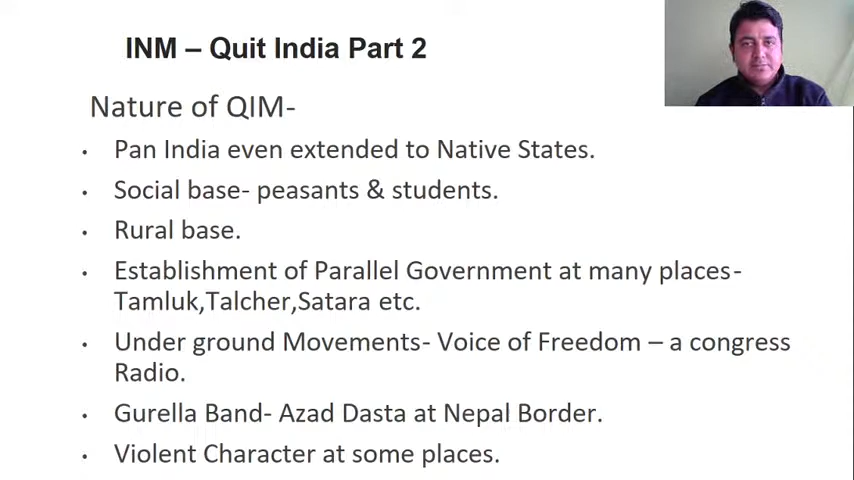 INM – Quit India Part 2
Nature of QIM-
• Pan India even extended to Native States.
• Social base- peasants & students.
• Rural base.
• Establishment of Parallel Government at many places-
Tamluk,Talcher,Satara etc.
• Under ground Movements- Voice of Freedom – a congress
Radio.
• Gurella Band- Azad Dasta at Nepal Border.
• Violent Character at some places.